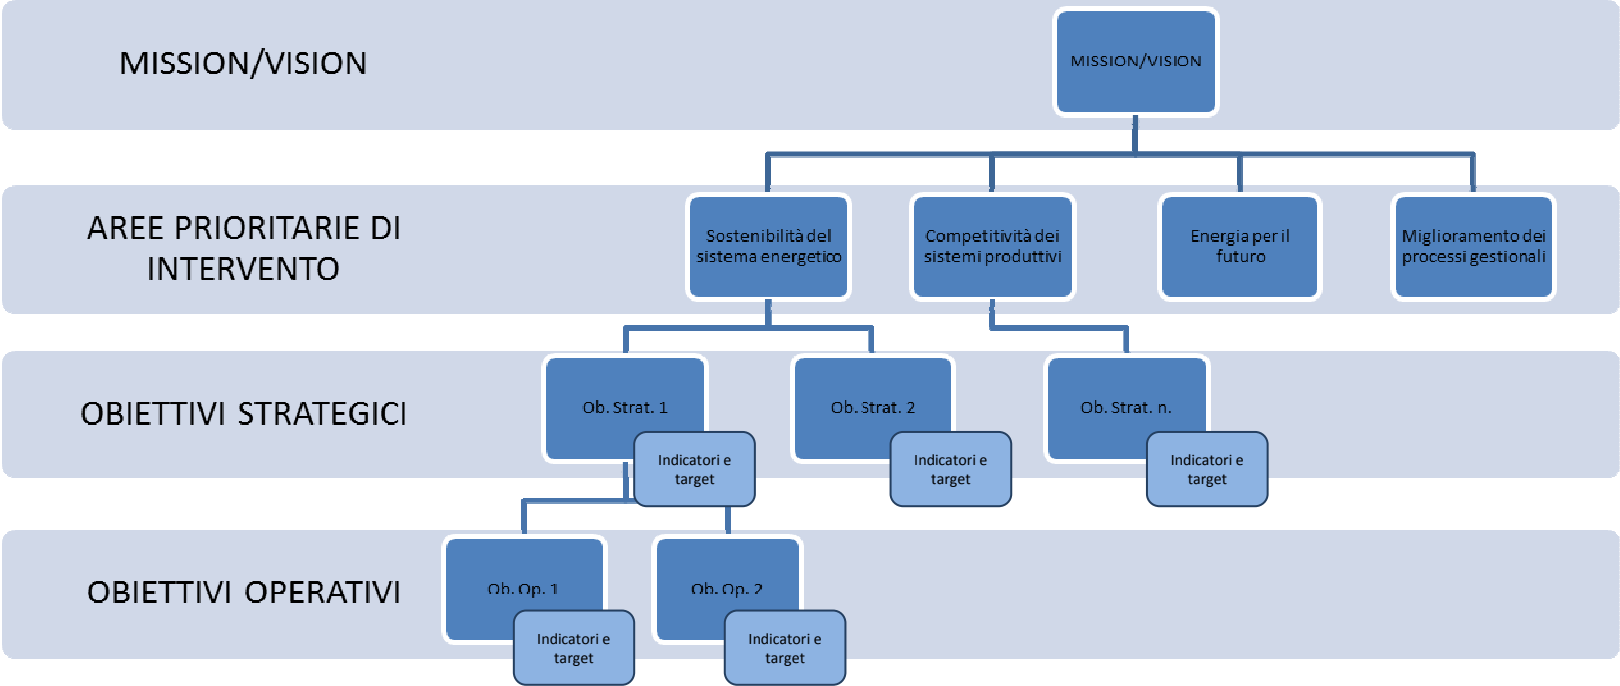 MISSION/VISION
MISSION/VISION
AREE PRIORITARIE DI
INTERVENTO
Sostenibilità del
sistema energetico
Competitività dei
sistemi produttivi
Energia per il
futuro
Miglioramento dei
processi gestionali
OBIETTIVI STRATEGICI
Ob. Strat. 1
Indicatori e
target
Ob. Strat. 2
Indicatori e
target
Ob. Strat. n.
Indicatori e
target
OBIETTIVI OPERATIVI
Ob. Op. 1
Indicatori e
target
Ob. Op. 2
Indicatori e
target